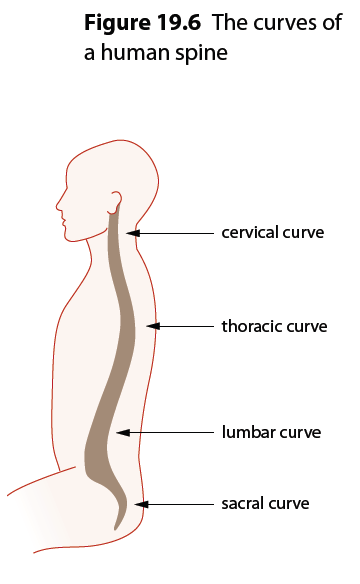 Figure 19.6 The curves of
a human spine
cervical curve
thoracic curve
lumbar curve
sacral curve